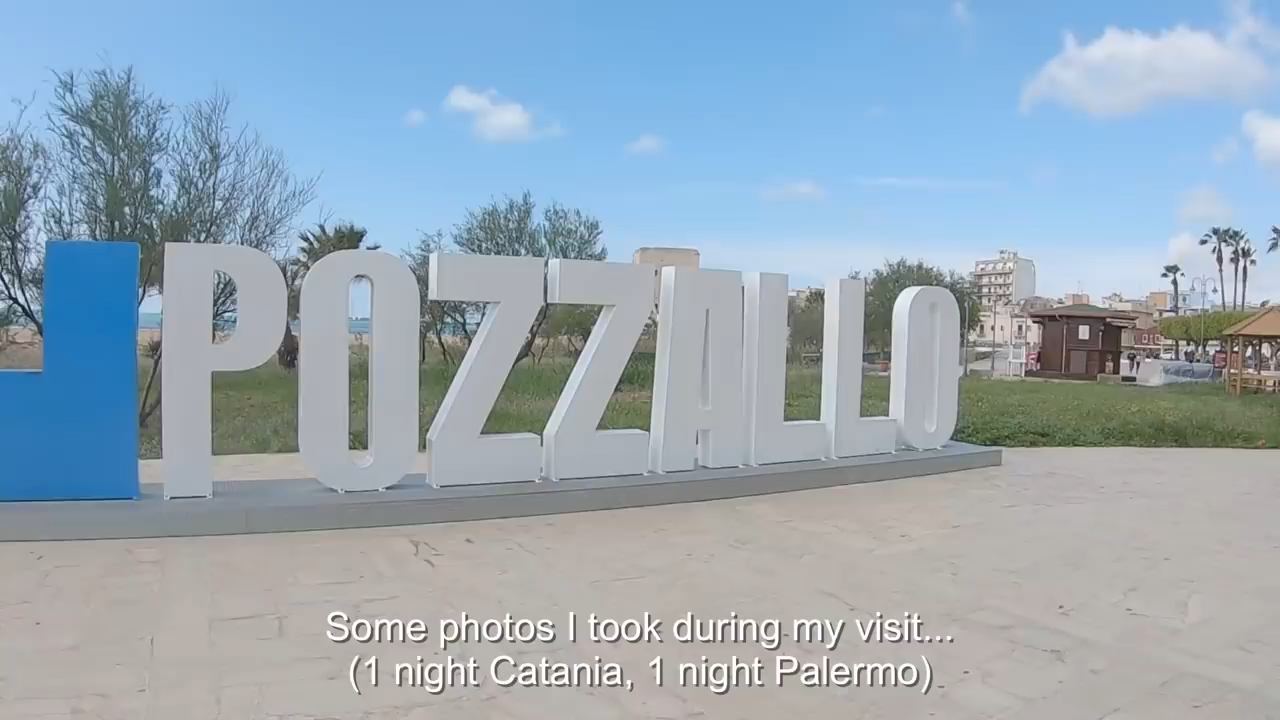 POZZALLO
Some photos I took during my visit...
(1 night Catania, 1 night Palermo)